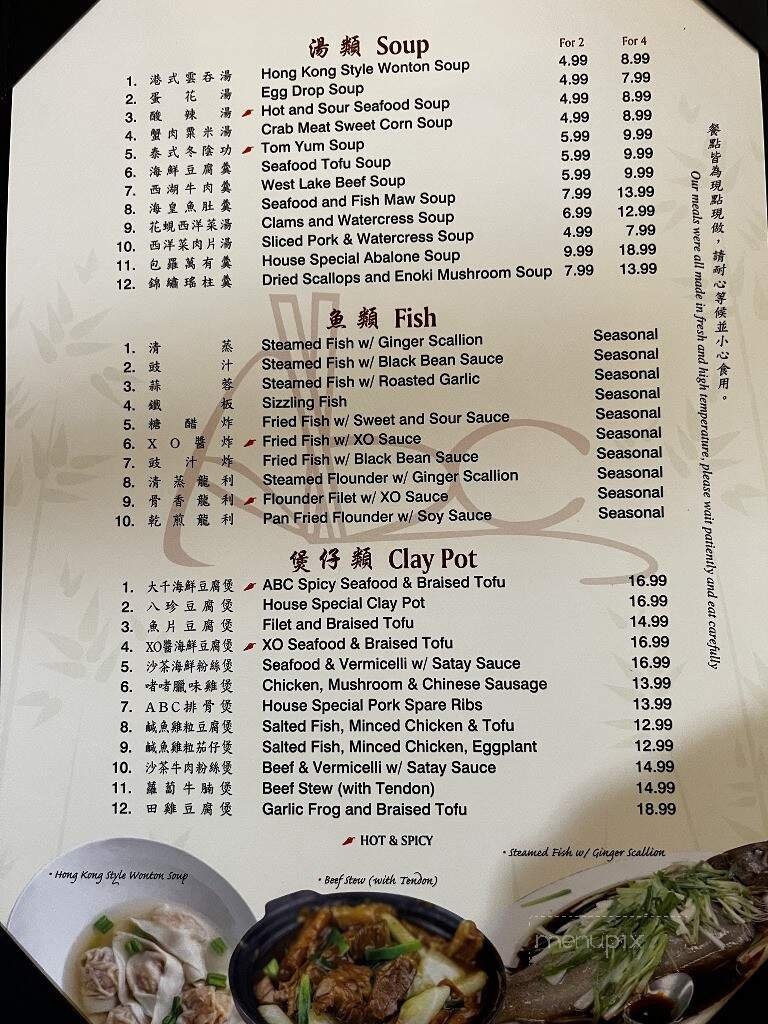 湯類 Soup For 2 For 4
1. 港式雲吞湯 Hong Kong Style Wonton Soup 4.99 8.99
2. 蛋花湯 Egg Drop Soup 4.99 7.99
3. 酸辣湯 Hot and Sour Seafood Soup 4.99 8.99
4. 蟹肉粟米湯 Crab Meat Sweet Corn Soup 4.99 8.99
5. 泰式冬陰功 Tom Yum Soup 5.99 9.99
6. 海鮮豆腐羹 Seafood Tofu Soup 5.99 9.99
7. 西湖牛肉羹 West Lake Beef Soup 5.99 9.99
8. 海皇魚肚羹 Seafood and Fish Maw Soup 7.99 13.99
9. 花蜆西洋菜湯 Clams and Watercress Soup 6.99 12.99
10. 西洋菜肉片湯 Sliced Pork & Watercress Soup 4.99 7.99
11. 包羅萬有羹 House Special Abalone Soup 9.99 18.99
12. 錦繡瑤柱羹 Dried Scallops and Enoki Mushroom Soup 7.99 13.99
魚類 Fish
1. 清蒸 Steamed Fish w/ Ginger Scallion Seasonal
2. 豉汁 Steamed Fish w/ Black Bean Sauce Seasonal
3. 蒜蓉 Steamed Fish w/ Roasted Garlic Seasonal
4. 鐵板 Sizzling Fish Seasonal
5. 糖醋炸 Fried Fish w/ Sweet and Sour Sauce Seasonal
6. XO醬炸 Fried Fish w/ XO Sauce Seasonal
7. 豉汁炸 Fried Fish w/ Black Bean Sauce Seasonal
8. 清蒸龍利 Steamed Flounder w/ Ginger Scallion Seasonal
9. 骨香龍利 Flounder Filet w/ XO Sauce Seasonal
10. 乾煎龍利 Pan Fried Flounder w/ Soy Sauce Seasonal
煲仔類 Clay Pot
1. 大千海鮮豆腐煲 ABC Spicy Seafood & Braised Tofu 16.99
2. 八珍豆腐煲 House Special Clay Pot 16.99
3. 魚片豆腐煲 Filet and Braised Tofu 14.99
4. XO醬海鮮豆腐煲 XO Seafood & Braised Tofu 16.99
5. 沙茶海鮮粉絲煲 Seafood & Vermicelli w/ Satay Sauce 16.99
6. 啫啫臘味雞煲 Chicken, Mushroom & Chinese Sausage 13.99
7. ABC排骨煲 House Special Pork Spare Ribs 13.99
8. 鹹魚雞粒豆腐煲 Salted Fish, Minced Chicken & Tofu 12.99
9. 鹹魚雞粒茄仔煲 Salted Fish, Minced Chicken, Eggplant 12.99
10. 沙茶牛肉粉絲煲 Beef & Vermicelli w/ Satay Sauce 14.99
11. 蘿蔔牛腩煲 Beef Stew (with Tendon) 14.99
12. 田雞豆腐煲 Garlic Frog and Braised Tofu 18.99
HOT & SPICY
餐點皆為現點現做，請耐心等候並小心食用。
Our meals were all made in fresh and high temperature, please wait patiently and eat carefully
• Hong Kong Style Wonton Soup
• Beef Stew (with Tendon)
• Steamed Fish w/ Ginger Scallion
ABC
menupix